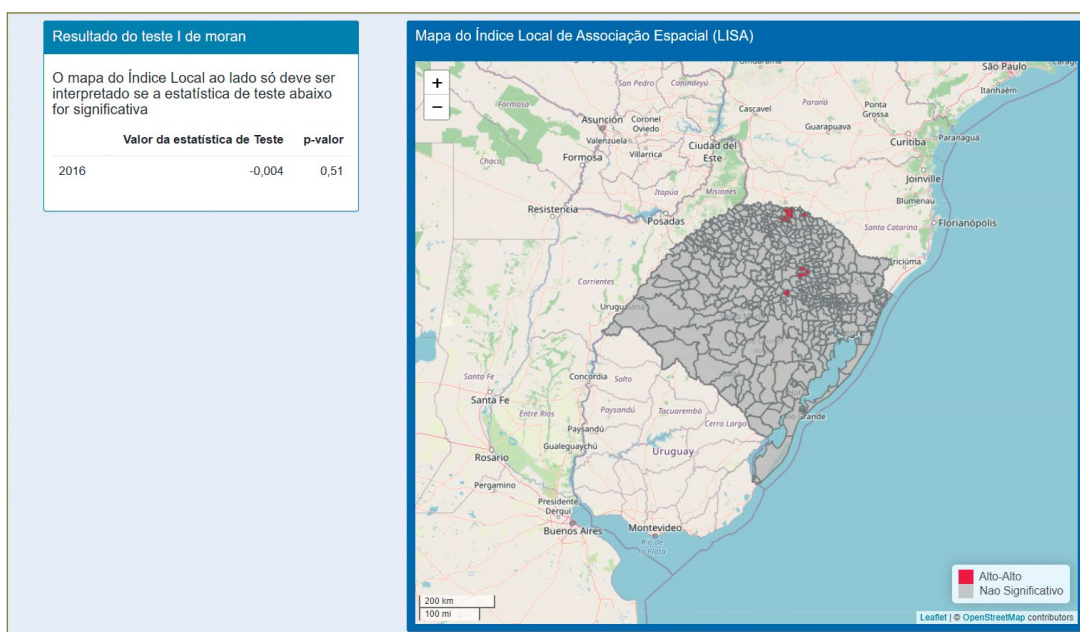 Resultado do teste I de moran
O mapa do Índice Local ao lado só deve ser
interpretado se a estatística de teste abaixo
for significativa
Valor da estatística de Teste p-valor
2016 -0,004 0,51
Mapa do Índice Local de Associação Espacial (LISA)
+
−
São Paulo
Itanhaém
San Pedro
Canindeyú
Formosa
Cascavel
Paraná
Ponta
Grossa
Asunción
Coronel
Oviedo
Guarapuava
Curitiba
Paranaguá
Valenzuela
Villarrica
Ciudad del
Este
Chaco
Formosa
Joinville
Itapúa
Misiones
Blumenau
Resistencia
Posadas
Santa Catarina
Florianópolis
Corrientes
Santa Fe
Concordia
Salto
Santa Fe
Entre Ríos
Paysandú
Tacuarembó
Cerro Largo
Paysandú
Gualeguaychú
Uruguay
Rosario
Pergamino
Presidente
Derqui
Buenos Aires
Montevideo
Río de
la Plata
Alto-Alto
Nao Significativo
200 km
100 mi
Leaflet | © OpenStreetMap contributors